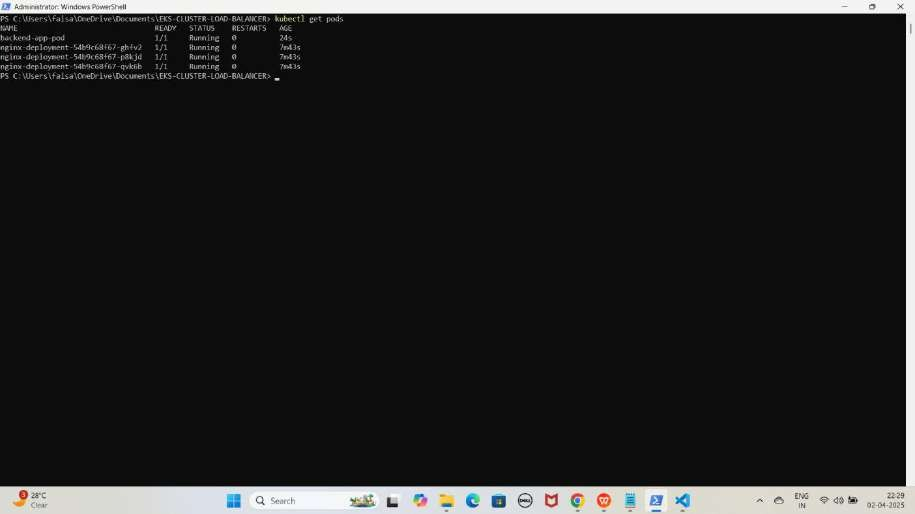 Administrator: Windows PowerShell
PS C:\Users\faisa\OneDrive\Documents\EKS-CLUSTER-LOAD-BALANCER> kubectl get pods
NAME READY STATUS RESTARTS AGE
backend-app-pod 1/1 Running 0 24s
nginx-deployment-54b9c68f67-ghfv2 1/1 Running 0 7m43s
nginx-deployment-54b9c68f67-p8kjd 1/1 Running 0 7m43s
nginx-deployment-54b9c68f67-qvk6b 1/1 Running 0 7m43s
PS C:\Users\faisa\OneDrive\Documents\EKS-CLUSTER-LOAD-BALANCER>
3
28°C
Clear
Search
DELL
ENG
IN
22:29
02-04-2025